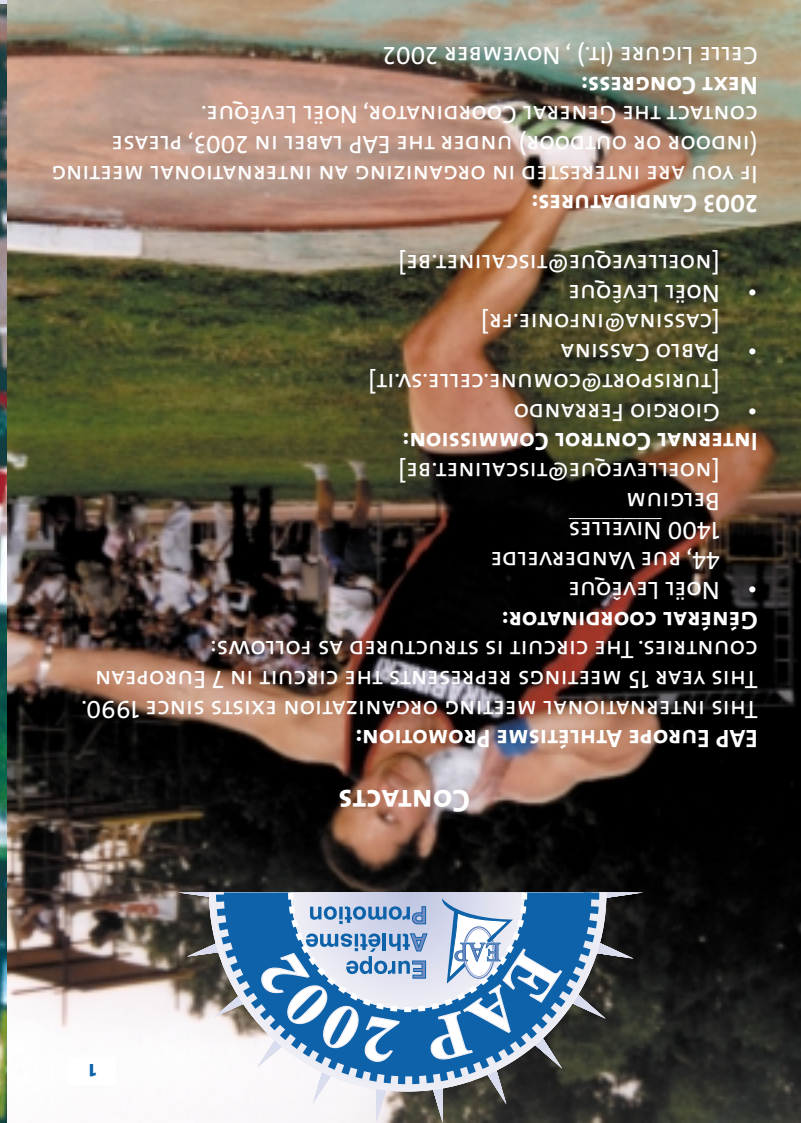 1
EAP 2002
EAP
Europe
Athlétisme
Promotion
Contacts
EAP Europe Athlétisme Promotion:
This international meeting organization exists since 1990.
This year 15 meetings represents the circuit in 7 European
countries. The circuit is structured as follows:
Général coordinator:
• Noël Levêque
44, rue Vandervelde
1400 Nivelles
Belgium
[noelleveque@tiscalinet.be]
Internal Control Commission:
• Giorgio Ferrando
[turisport@comune.celle.sv.it]
• Pablo Cassina
[cassina@infonie.fr]
• Noël Levêque
[noelleveque@tiscalinet.be]
2003 Candidatures:
If you are interested in organizing an international meeting
(indoor or outdoor) under the EAP label in 2003, please
contact the General Coordinator, Noël Levêque.
Next Congress:
Celle Ligure (It.) , November 2002